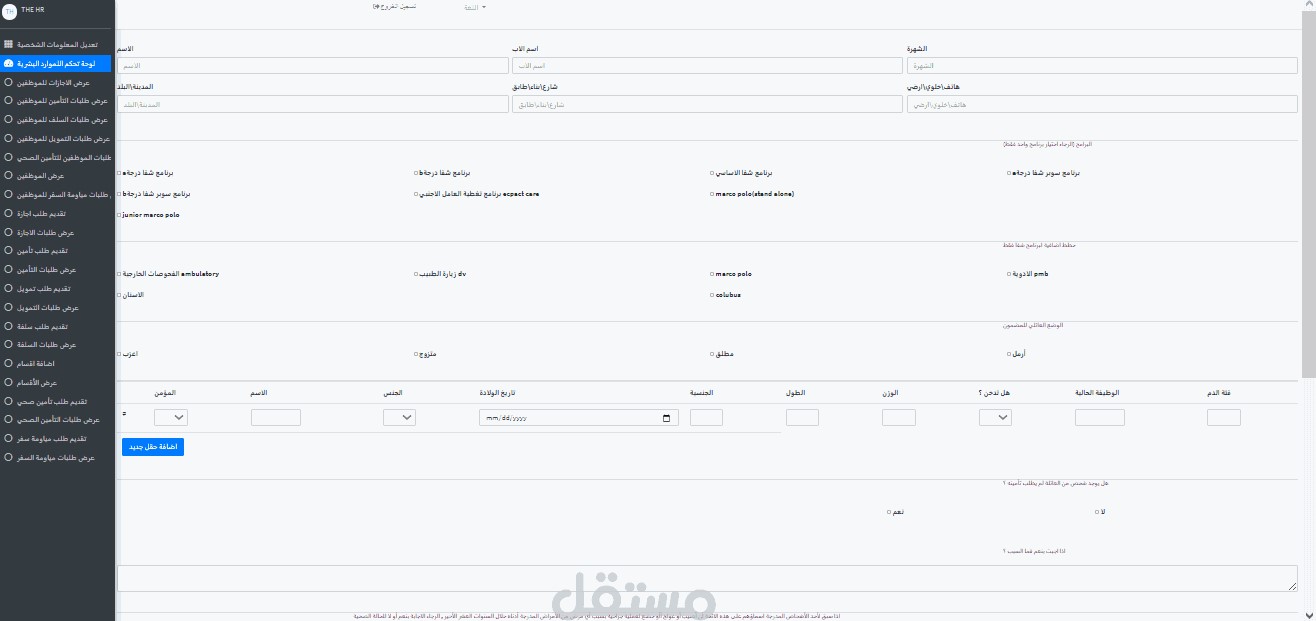 THE HR
TH
تسجيل الخروج
اللغة
تعديل المعلومات الشخصية
لوحة تحكم اللموارد البشرية
عرض الاجازات للموظفين
عرض طلبات التأمين للموظفين
عرض طلبات السلف للموظفين
عرض طلبات التمويل للموظفين
طلبات الموظفين للتأمين الصحي
عرض الموظفين
طلبات مياومة السفر للموظفين
تقديم طلب اجازة
عرض طلبات الاجازة
تقديم طلب تأمين
عرض طلبات التأمين
تقديم طلب تمويل
عرض طلبات التمويل
تقديم طلب سلفة
عرض طلبات السلفة
اضافة اقسام
عرض الأقسام
تقديم طلب تأمين صحي
عرض طلبات التأمين الصحي
تقديم طلب مياومة سفر
عرض طلبات مياومة السفر
الاسم اسم الاب الشهرة
الاسم اسم الاب الشهرة
المدينة\البلد شارع\بناء\طابق هاتف\خلوي\ارضي
المدينة\البلد شارع\بناء\طابق هاتف\خلوي\ارضي
البرامج (الرجاء اختيار برنامج واحد فقط)
برنامج شفا درجةa برنامج شفا درجةb برنامج شفا الاساسي برنامج سوبر شفا درجةa
برنامج سوبر شفا درجةb برنامج تغطية العامل الاجنبي ecpact care marco polo(stand alone)
junior marco polo
خطط اضافية لبرنامج شفا فقط
الفحوصات الخارجية ambulatory زيارة الطبيب dv marco polo الادوية pmb
الاسنان colubus
الوضع العائلي للمضمون
اعزب متزوج مطلق أرمل
المؤمن الاسم الجنس تاريخ الولادة الجنسية الطول الوزن هل تدخن ؟ الوظيفة الحالية فئة الدم
# mm/dd/yyyy
اضافة حقل جديد
هل يوجد شخص من العائلة لم يطلب تأمينه ؟
نعم لا
اذا اجبت بنعم فما السبب ؟
مستقل